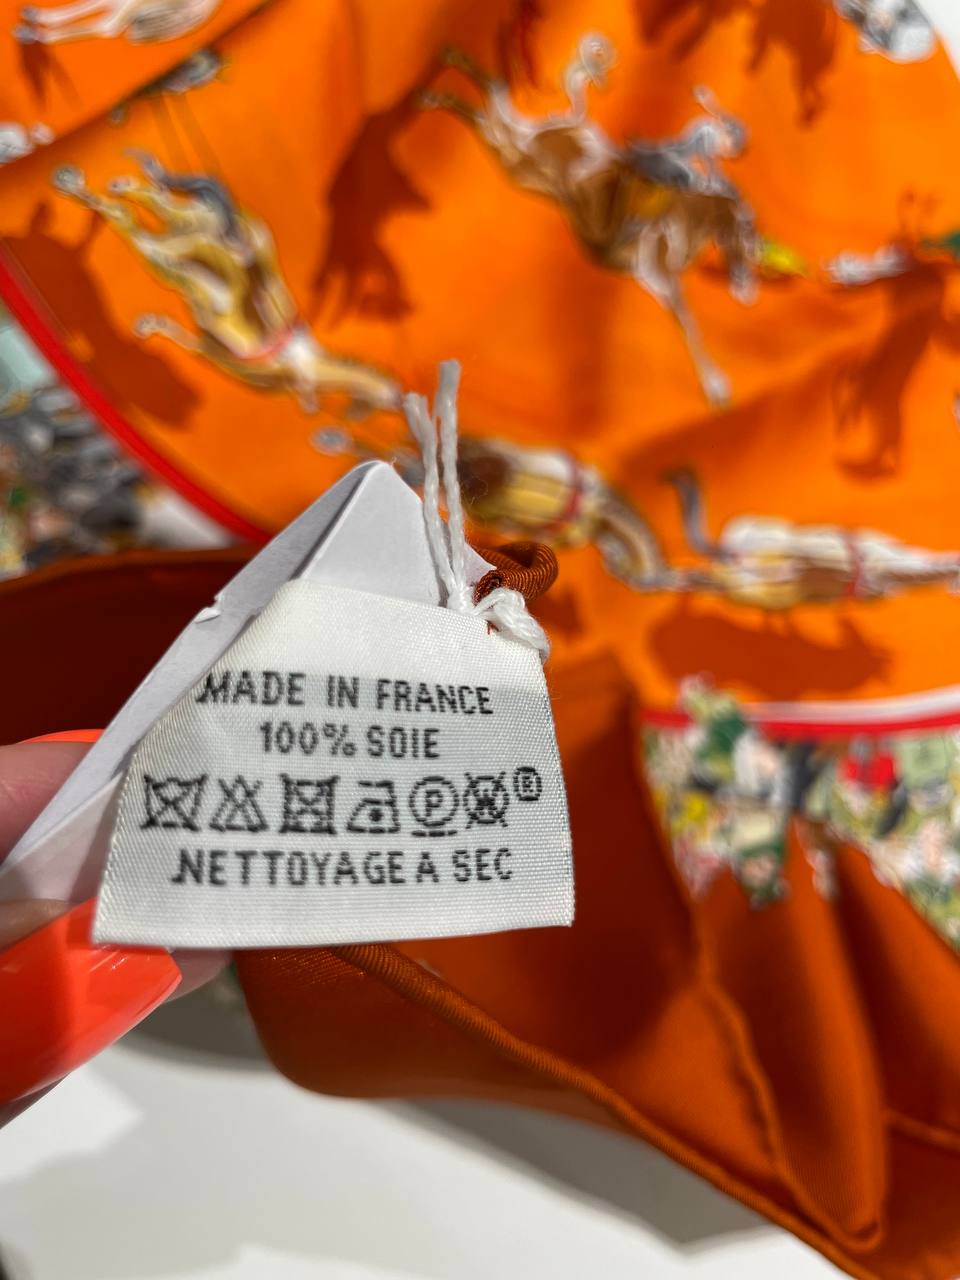 MADE IN FRANCE
100% SOIE
P W ®
NETTOYAGE A SEC